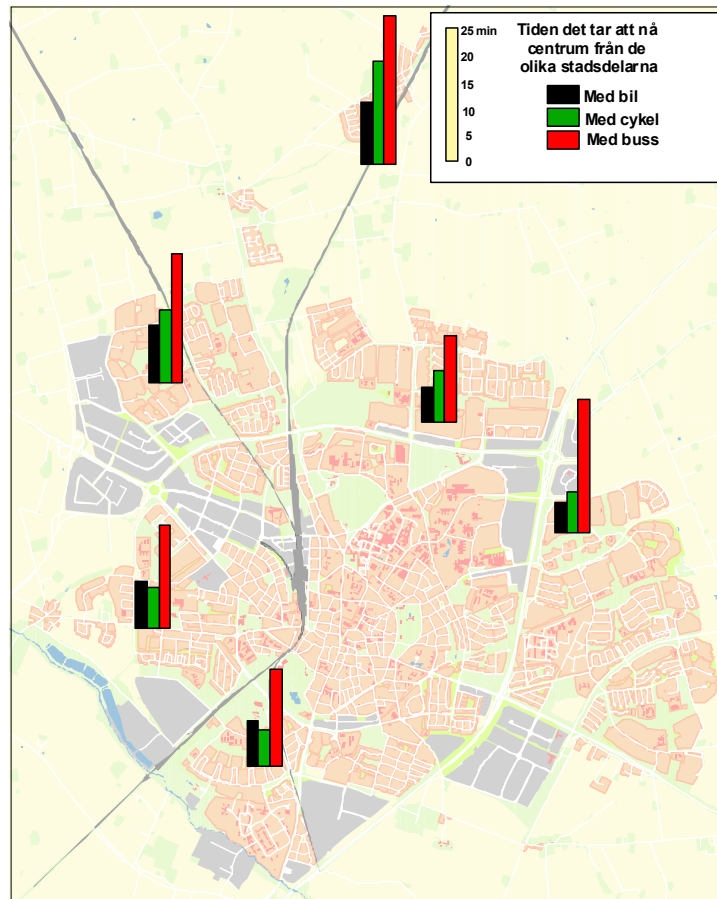 25 min
20
15
10
5
0
Tiden det tar att nå
centrum från de
olika stadsdelarna
Med bil
Med cykel
Med buss